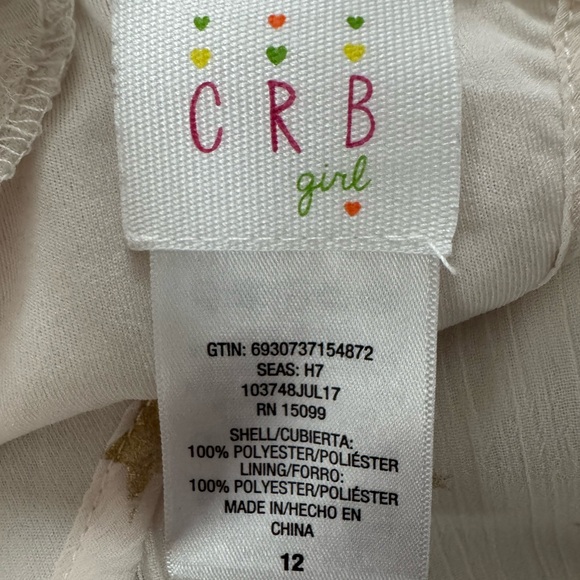 CRB
girl
GTIN: 6930737154872
SEAS: H7
103748JUL17
RN 15099
SHELL/CUBIERTA:
100% POLYESTER/POLIÉSTER
LINING/FORRO:
100% POLYESTER/POLIÉSTER
MADE IN/HECHO EN
CHINA
12